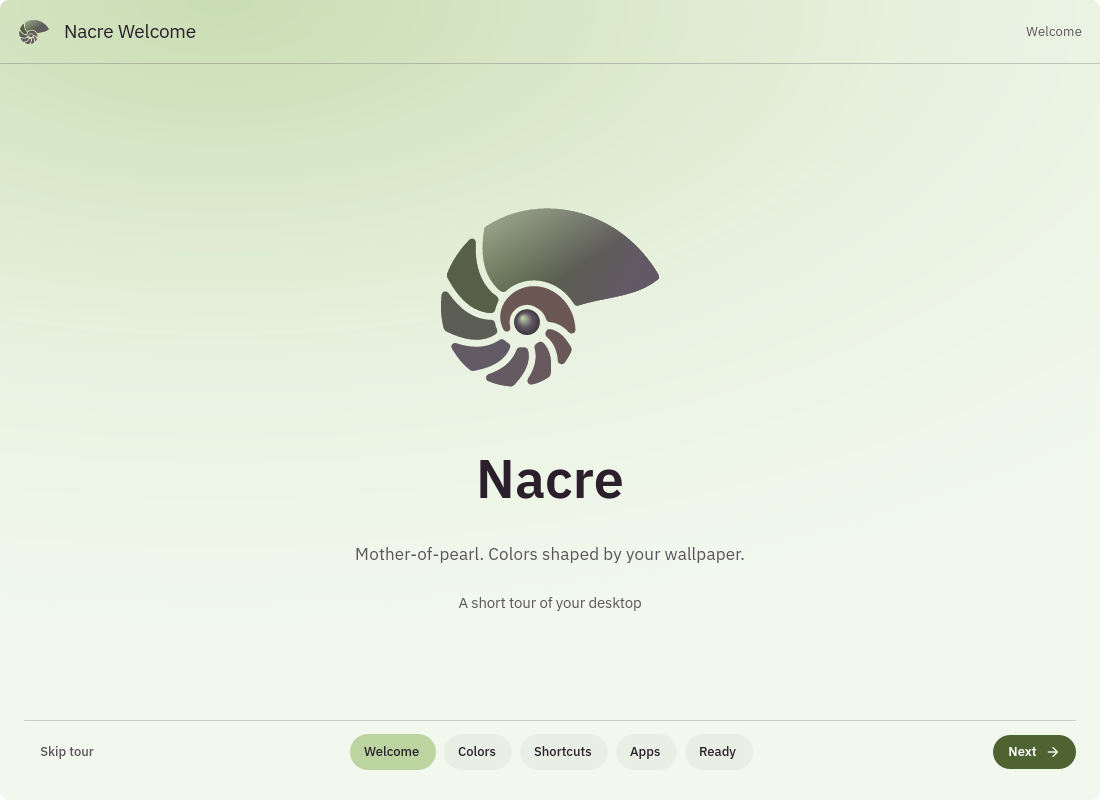 Nacre Welcome
Welcome
Nacre
Mother-of-pearl. Colors shaped by your wallpaper.
A short tour of your desktop
Skip tour
Welcome
Colors
Shortcuts
Apps
Ready
Next